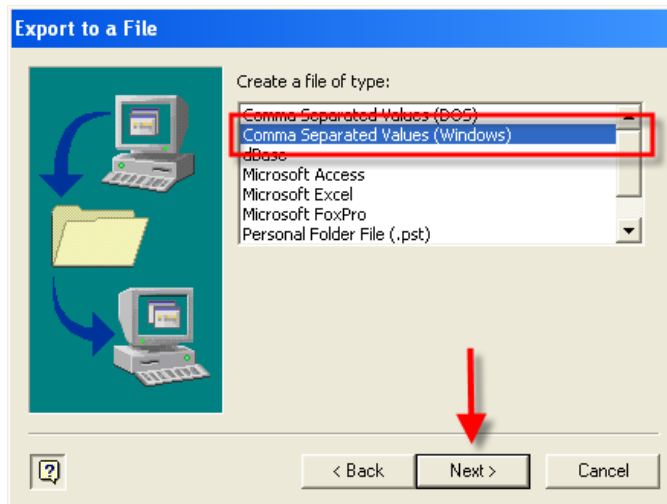 Export to a File
Create a file of type:
Comma Separated Values (DOS)
Comma Separated Values (Windows)
dBase
Microsoft Access
Microsoft Excel
Microsoft FoxPro
Personal Folder File (.pst)
?
< Back
Next >
Cancel